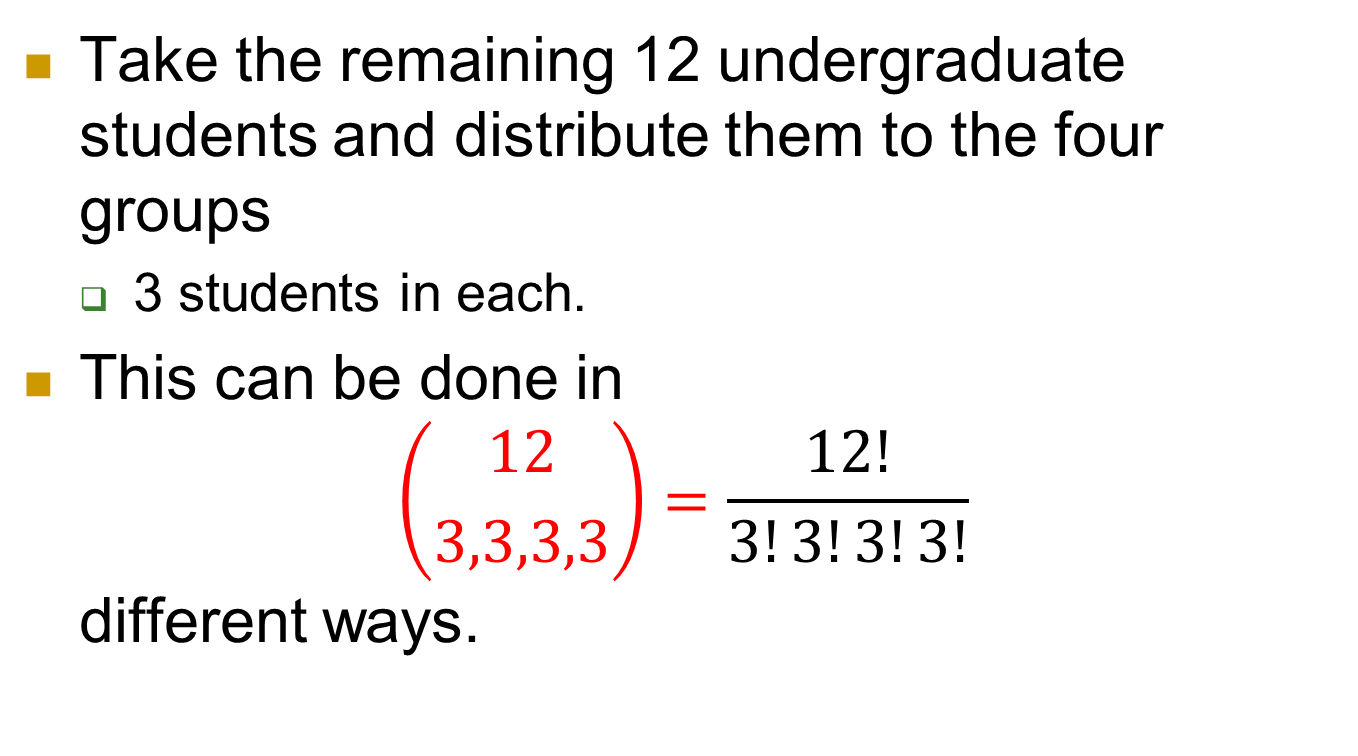 Take the remaining 12 undergraduate
students and distribute them to the four
groups
3 students in each.
This can be done in
(12
3,3,3,3) = 12!
3! 3! 3! 3!
different ways.